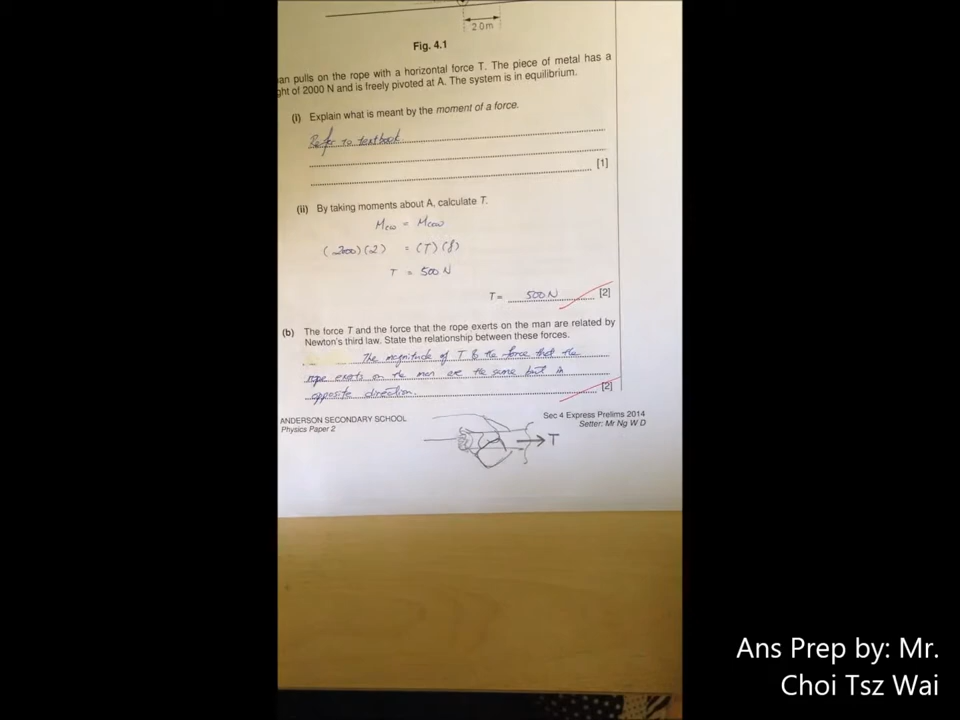 2.0m
Fig. 4.1
an pulls on the rope with a horizontal force T. The piece of metal has a
ght of 2000 N and is freely pivoted at A. The system is in equilibrium.
(i) Explain what is meant by the moment of a force.
Refer to textbook
[1]
(ii) By taking moments about A, calculate T.
Mcw = Mccw
(2000)(2) = (T)(8)
T = 500 N
T = 500 N [2]
(b) The force T and the force that the rope exerts on the man are related by
Newton's third law. State the relationship between these forces.
The magnitude of T & the force that the
rope exerts on the man are the same but in
opposite direction. [2]
ANDERSON SECONDARY SCHOOL
Physics Paper 2
Sec 4 Express Prelims 2014
Setter: Mr Ng W D
T
Ans Prep by: Mr.
Choi Tsz Wai